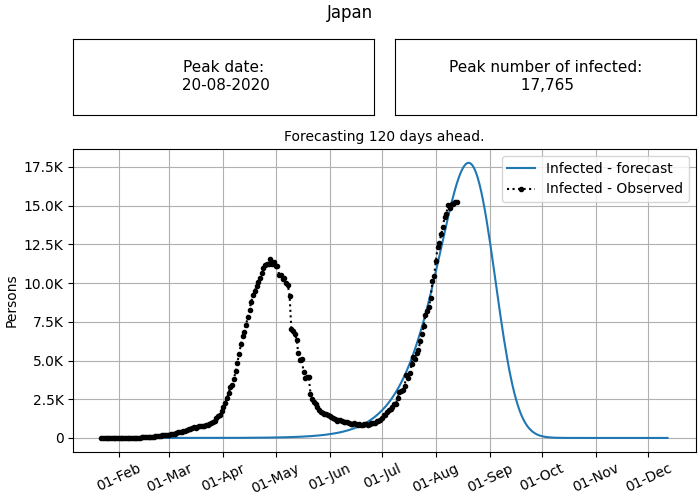 Japan
Peak date:
20-08-2020
Peak number of infected:
17,765
Forecasting 120 days ahead.
Infected - forecast
Infected - Observed
Persons
17.5K
15.0K
12.5K
10.0K
7.5K
5.0K
2.5K
0
01-Feb
01-Mar
01-Apr
01-May
01-Jun
01-Jul
01-Aug
01-Sep
01-Oct
01-Nov
01-Dec